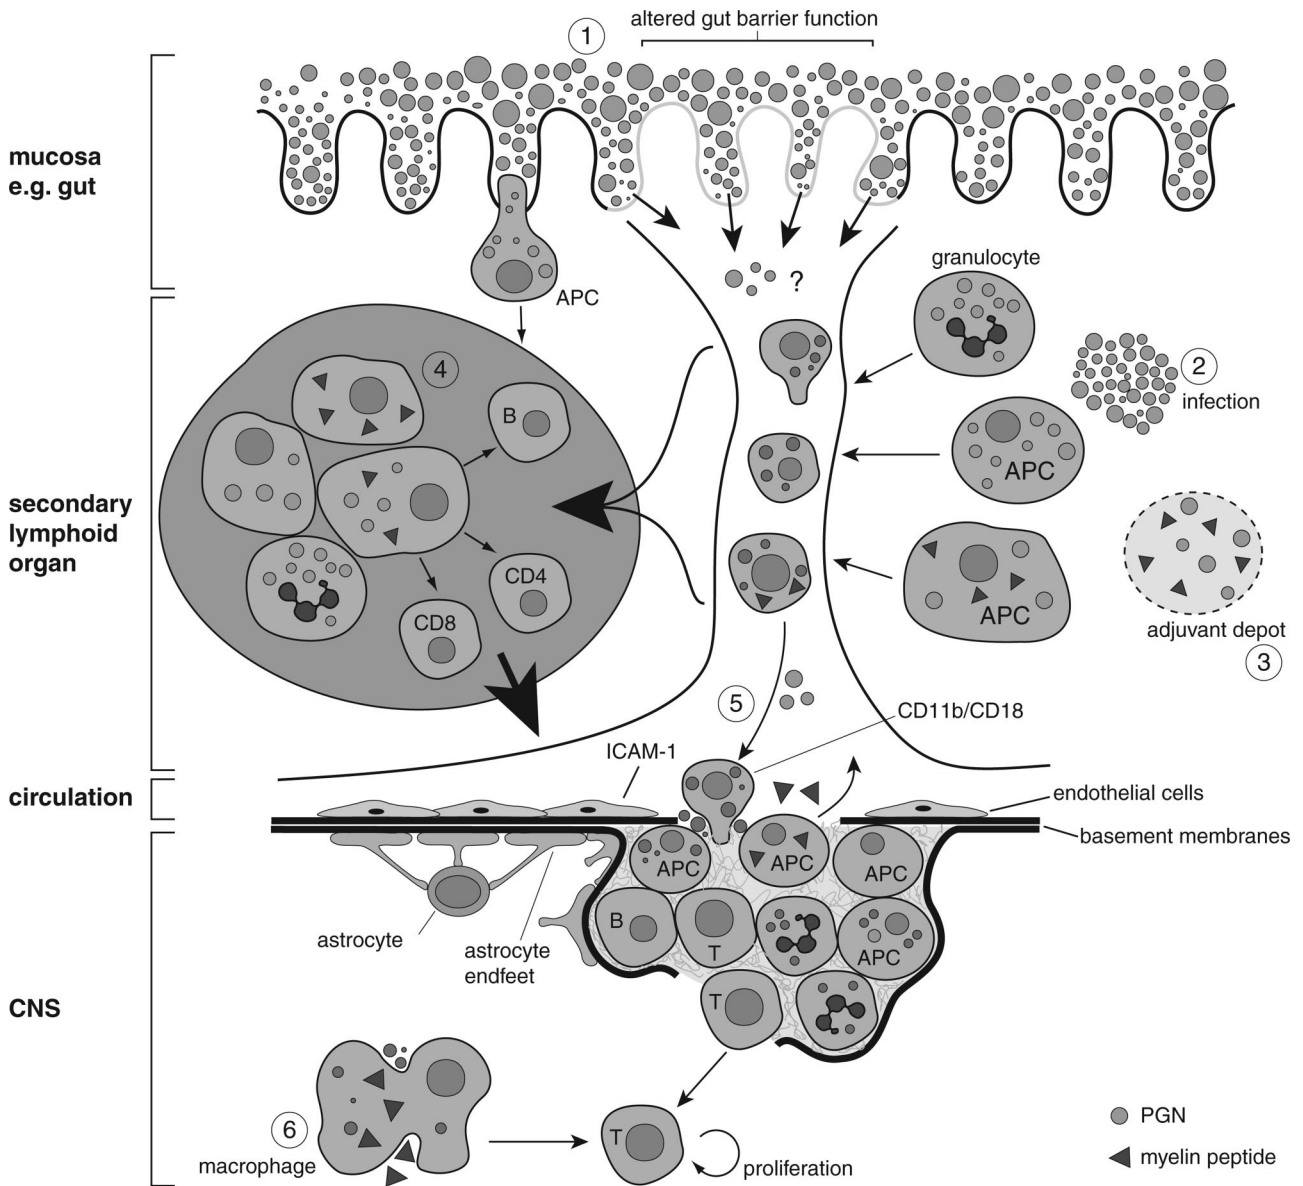 altered gut barrier function
1
mucosa
e.g. gut
APC
?
granulocyte
2
infection
4
B
APC
secondary
lymphoid
organ
CD4
CD8
APC
adjuvant depot
3
5
CD11b/CD18
ICAM-1
circulation
endothelial cells
basement membranes
APC
APC
APC
B
T
APC
astrocyte
astrocyte
endfeet
T
CNS
6
macrophage
T
proliferation
PGN
myelin peptide